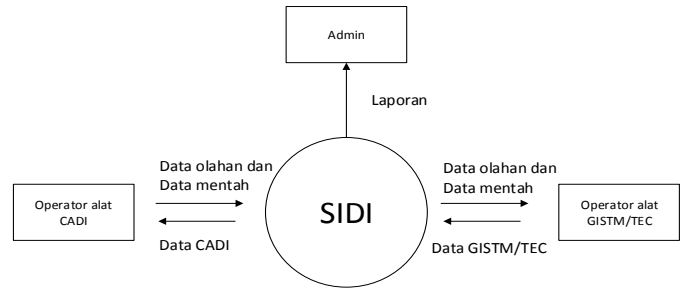 Admin
Laporan
Data olahan dan
Data mentah
Operator alat
CADI
Data CADI
SIDI
Data olahan dan
Data mentah
Operator alat
GISTM/TEC
Data GISTM/TEC